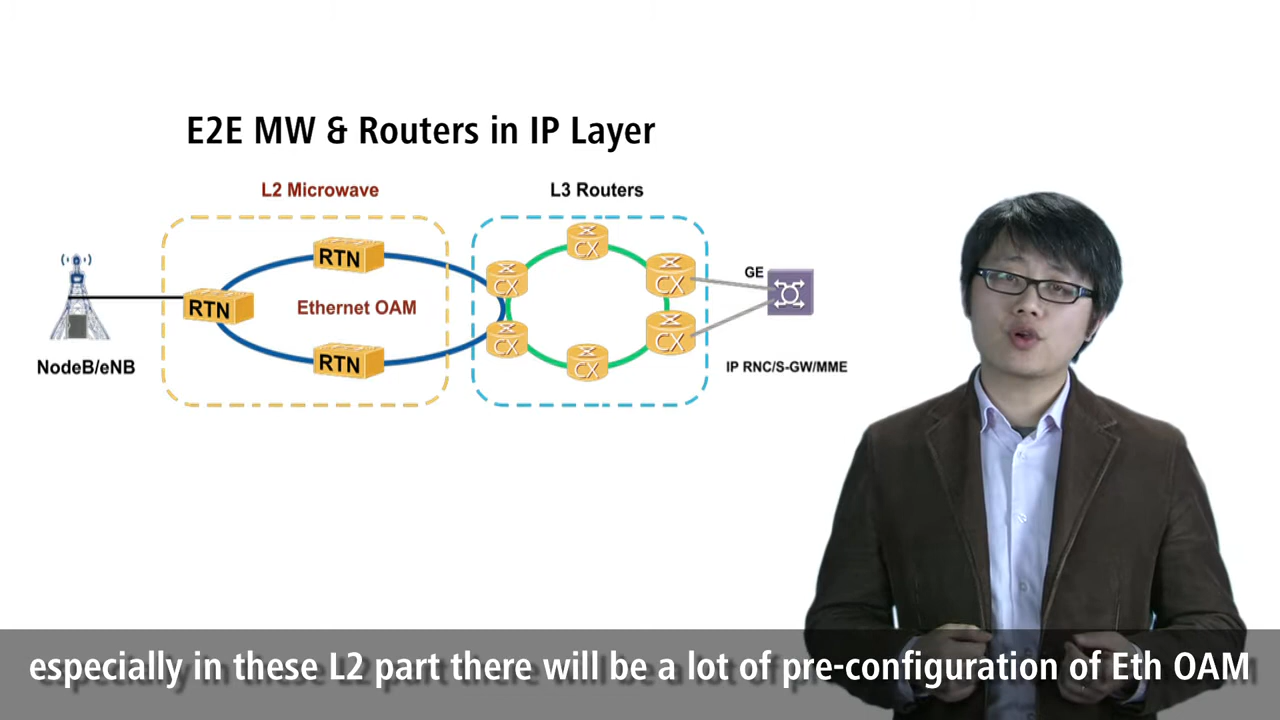 E2E MW & Routers in IP Layer
L2 Microwave
L3 Routers
RTN
CX
RTN
CX
CX
GE
Ethernet OAM
RTN
CX
CX
CX
NodeB/eNB
IP RNC/S-GW/MME
especially in these L2 part there will be a lot of pre-configuration of Eth OAM